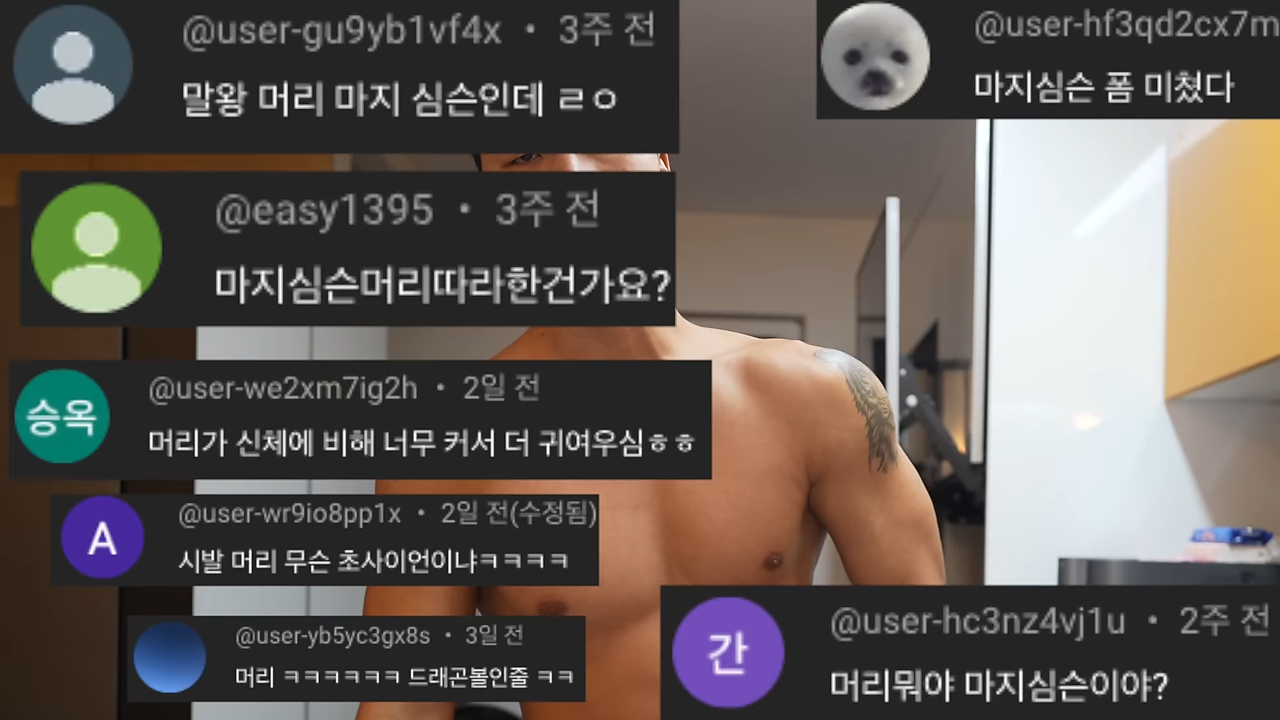 @user-gu9yb1vf4x • 3주 전
말왕 머리 마지 심슨인데 ㄹㅇ
@user-hf3qd2cx7m
마지심슨 폼 미쳤다
@easy1395 • 3주 전
마지심슨머리따라한건가요?
승옥
@user-we2xm7ig2h • 2일 전
머리가 신체에 비해 너무 커서 더 귀여우심ㅎㅎ
A
@user-wr9io8pp1x • 2일 전(수정됨)
시발 머리 무슨 초사이언이냐ㅋㅋㅋㅋ
@user-yb5yc3gx8s • 3일 전
머리 ㅋㅋㅋㅋㅋㅋ 드래곤볼인줄 ㅋㅋ
간
@user-hc3nz4vj1u • 2주 전
머리뭐야 마지심슨이야?